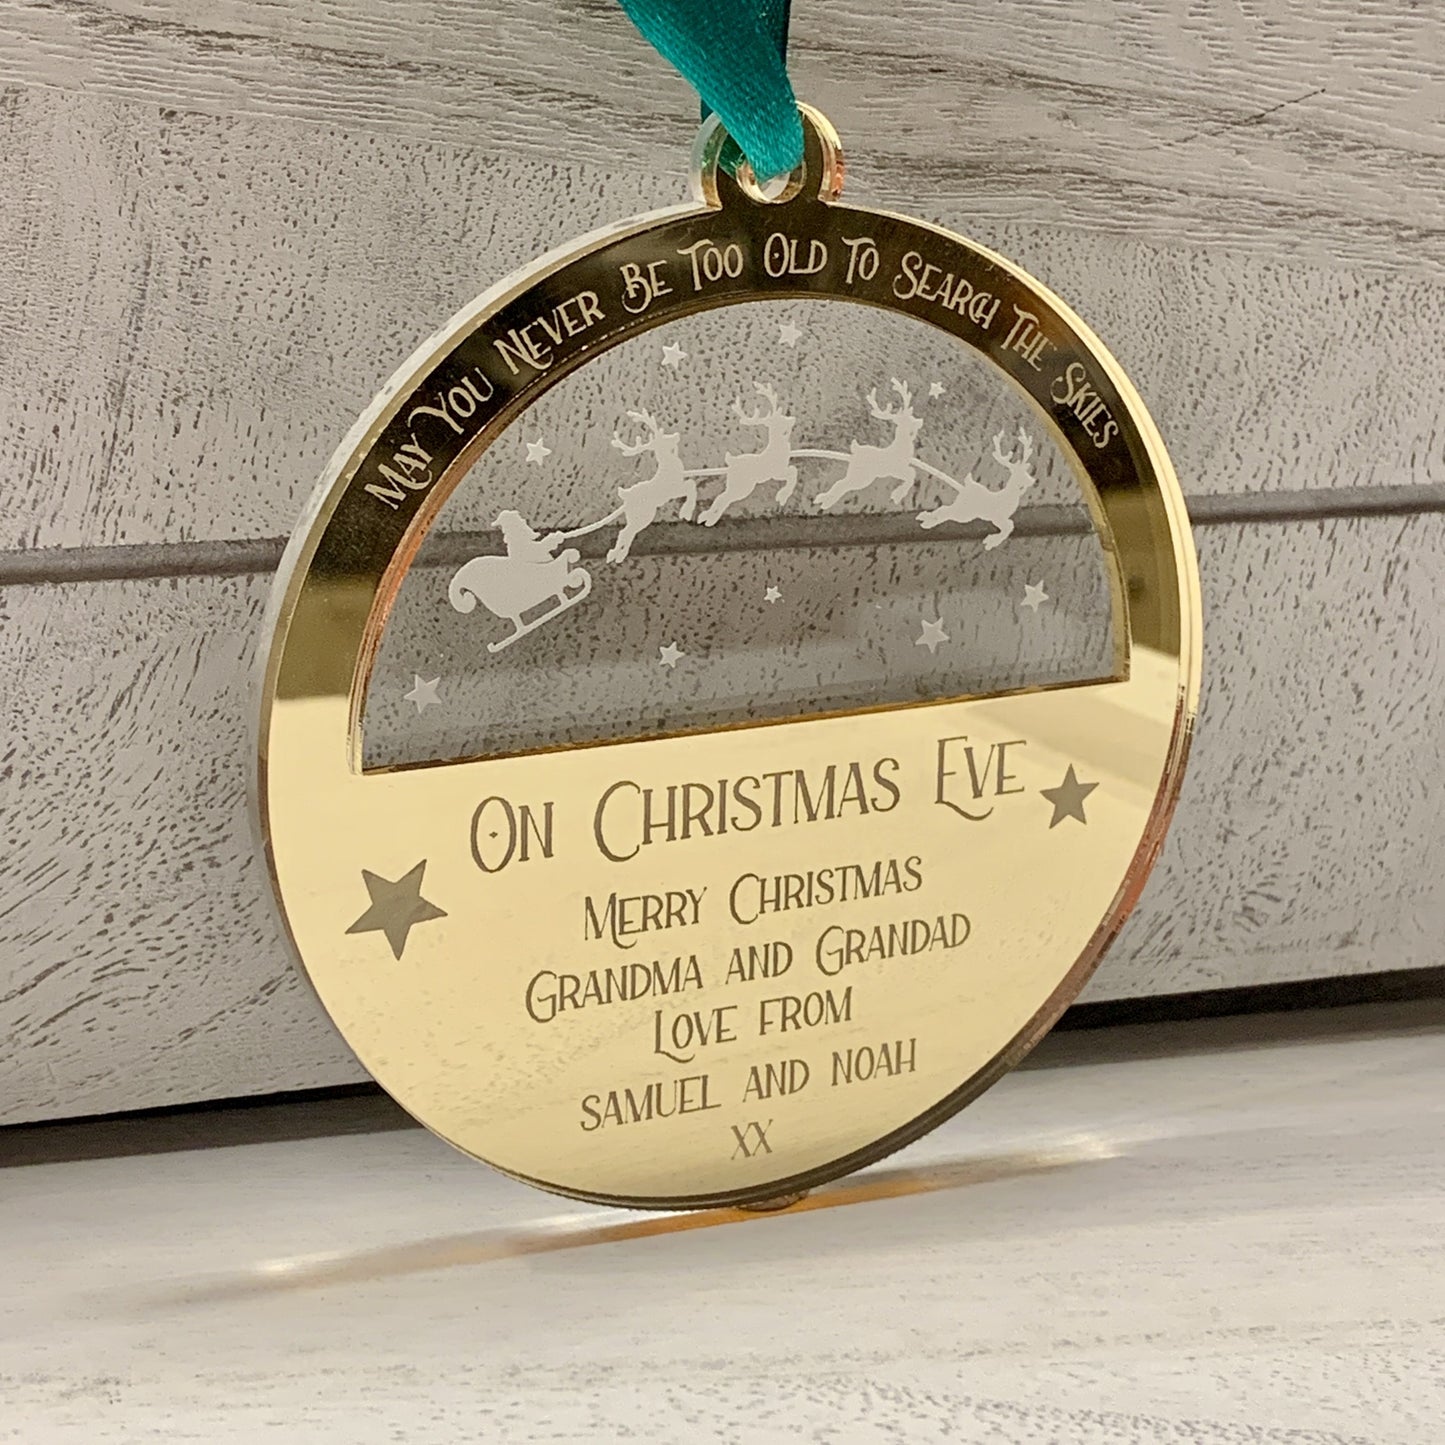 May You Never Be Too Old To Search The Skies
On Christmas Eve
Merry Christmas
Grandma and Grandad
Love from
Samuel and Noah
xx